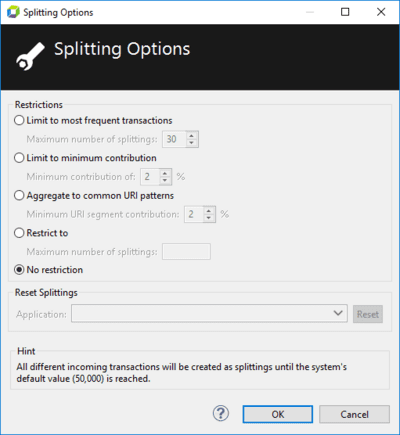 Splitting Options
Splitting Options
Restrictions
Limit to most frequent transactions
Maximum number of splittings: 30
Limit to minimum contribution
Minimum contribution of: 2 %
Aggregate to common URI patterns
Minimum URI segment contribution: 2 %
Restrict to
Maximum number of splittings:
No restriction
Reset Splittings
Application: Reset
Hint
All different incoming transactions will be created as splittings until the system's
default value (50,000) is reached.
? OK Cancel